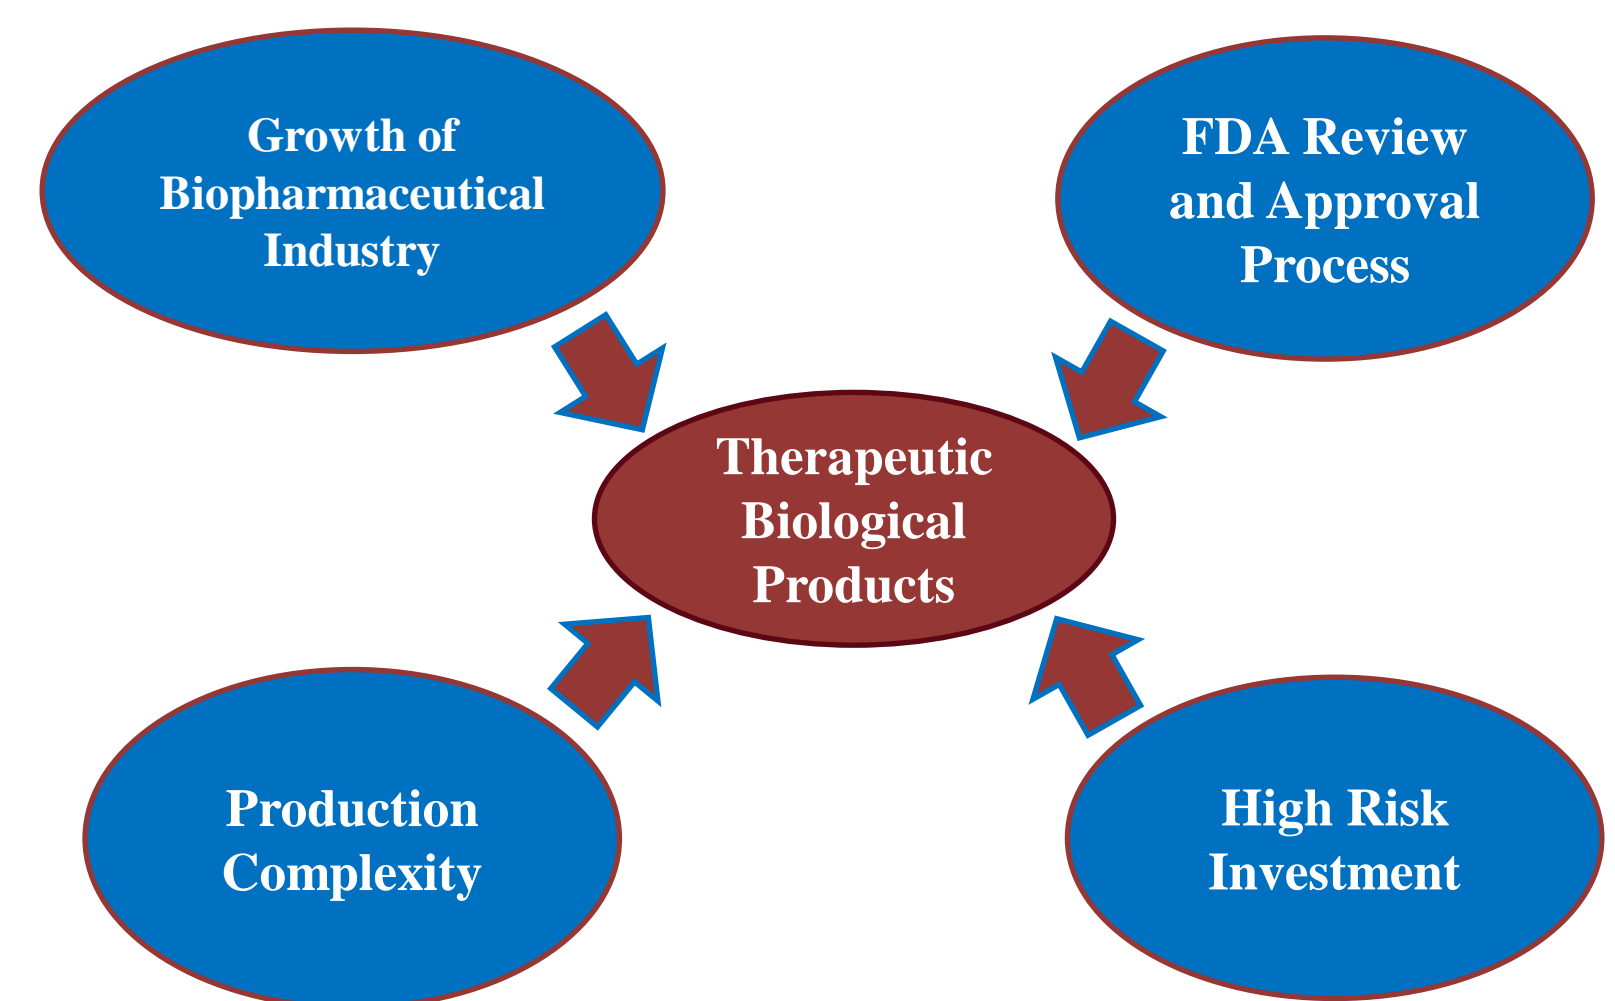 Growth of
Biopharmaceutical
Industry
FDA Review
and Approval
Process
Therapeutic
Biological
Products
Production
Complexity
High Risk
Investment